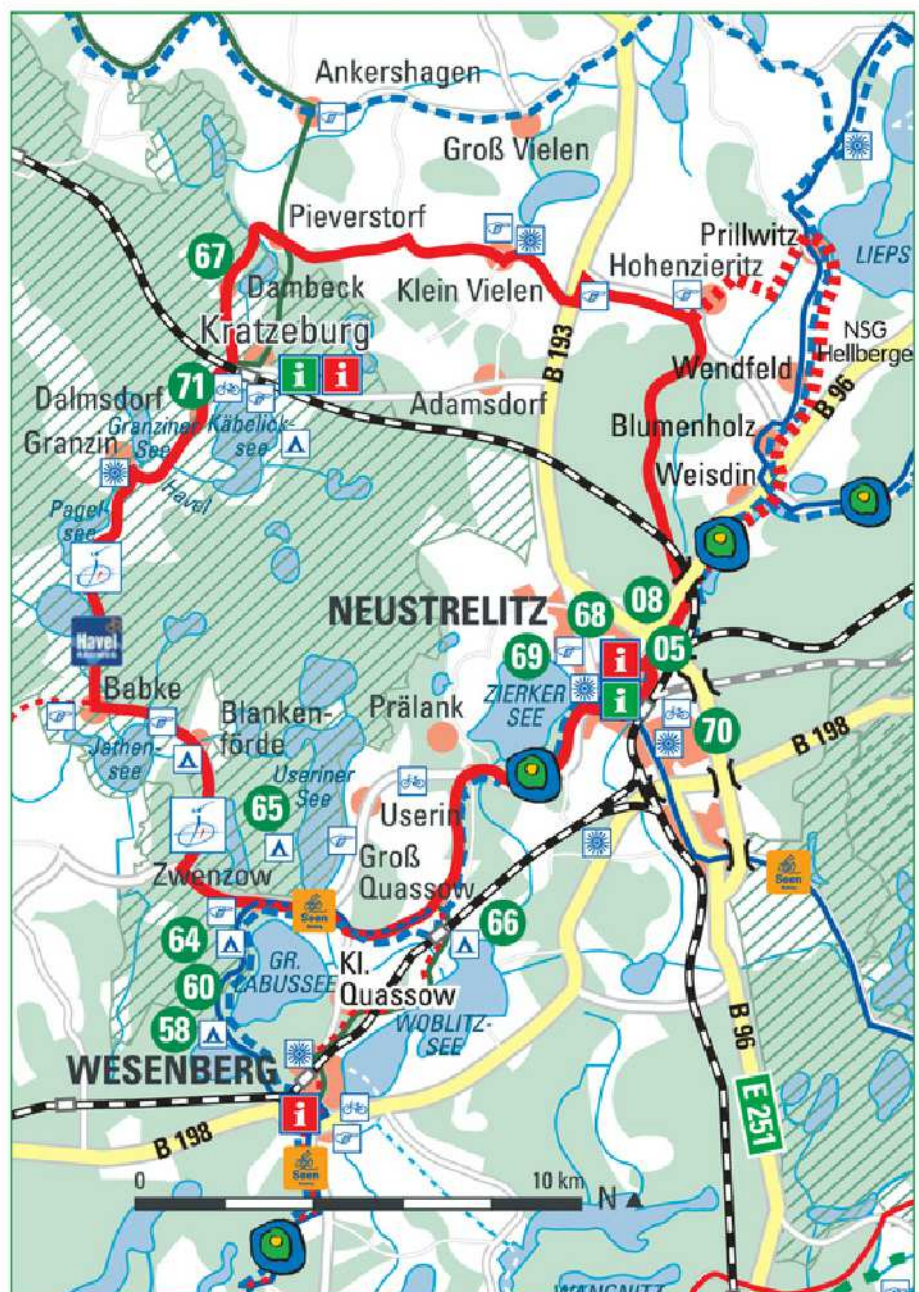 Ankershagen
Groß Vielen
Pieverstorf
Prillwitz
LIEPS
67
Hohenzieritz
Dambeck
Klein Vielen
Kratzeburg
NSG
Hellberge
B 193
i i
Wendfeld
71
Dalmsdorf
Adamsdorf
B 96
Granziner
See
Käbelick-
see
Blumenholz
Granzin
Weisdin
Havel
Pagel-
see
08
NEUSTRELITZ
68
05
Havel
69
i
ZIERKER
SEE
i
Babke
Blanken-
förde
Prälank
70
B 198
Jäthen-
see
Useriner
See
65
Userin
Groß
Quassow
Zwenzow
Seen
Seen
64
66
GR.
LABUSSEE
Kl.
Quassow
60
WOBLITZ-
SEE
58
B 96
WESENBERG
E 251
i
B 198
Seen
0
10 km
N
WANGNITZ